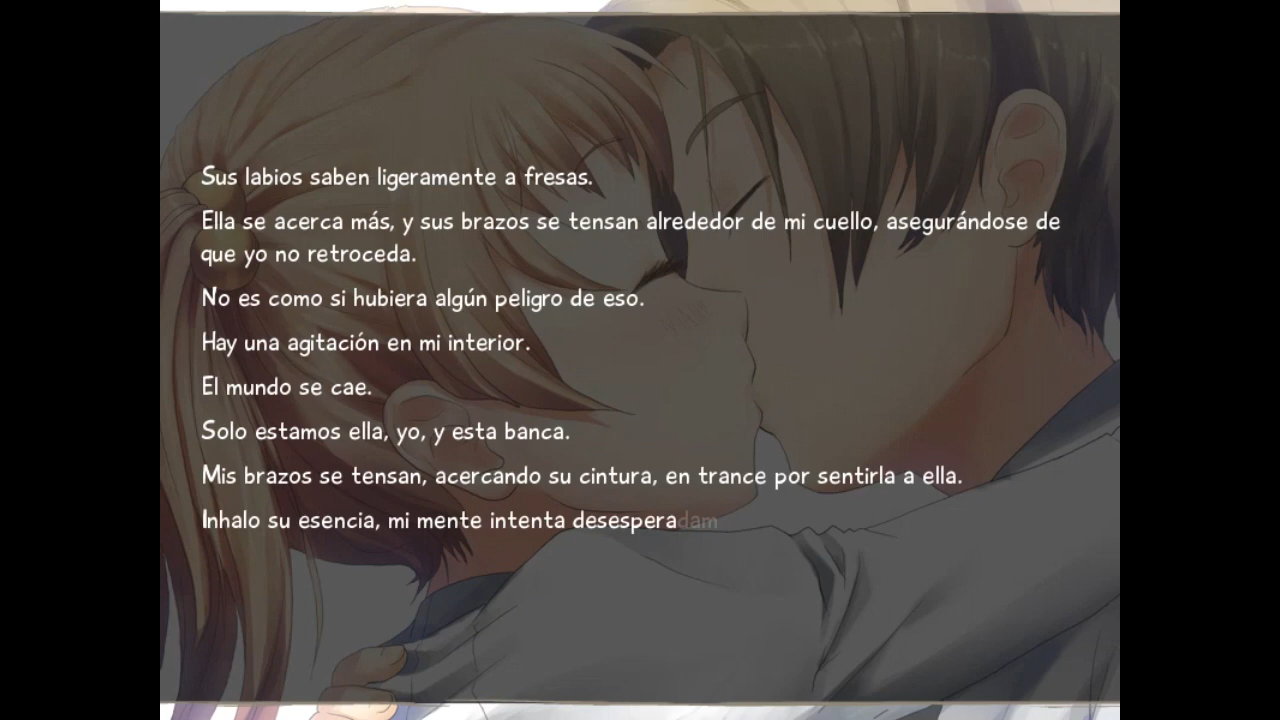 Sus labios saben ligeramente a fresas.
Ella se acerca más, y sus brazos se tensan alrededor de mi cuello, asegurándose de
que yo no retroceda.
No es como si hubiera algún peligro de eso.
Hay una agitación en mi interior.
El mundo se cae.
Solo estamos ella, yo, y esta banca.
Mis brazos se tensan, acercando su cintura, en trance por sentirla a ella.
Inhalo su esencia, mi mente intenta desesperadam